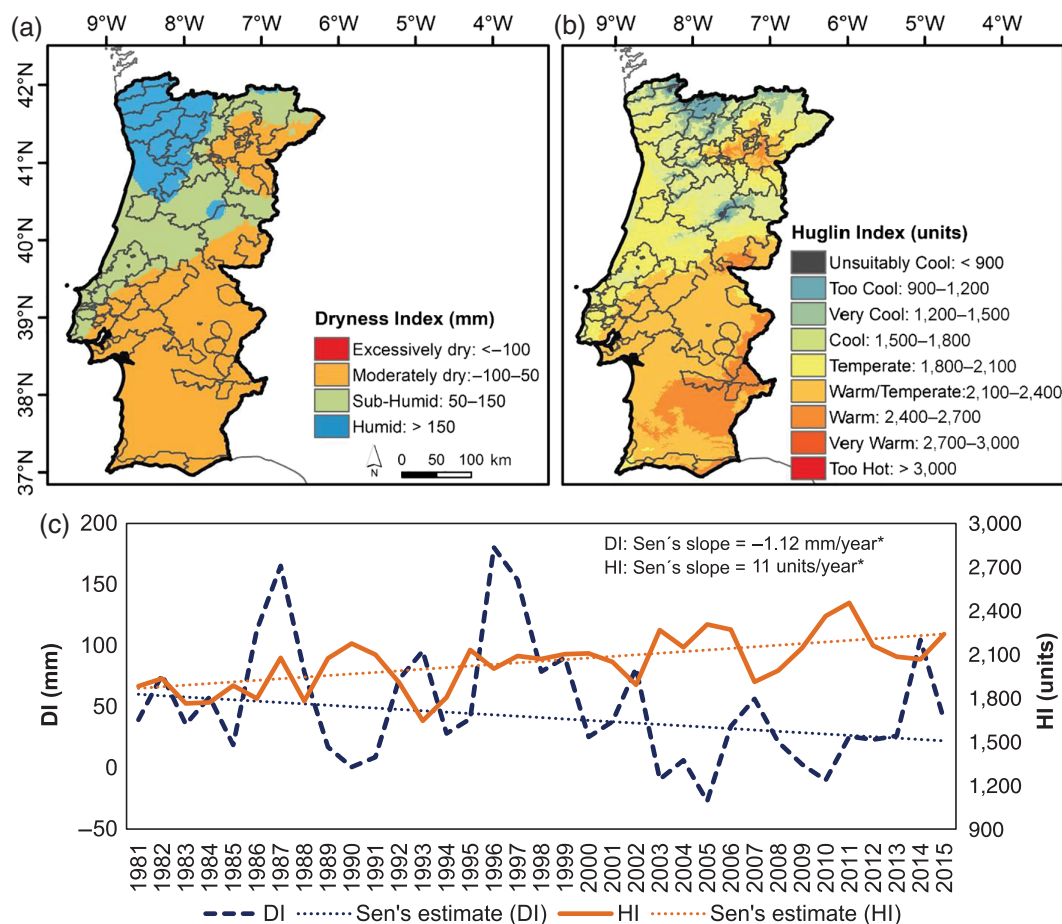 (a)
9°W 8°W 7°W 6°W 5°W 4°W
(b)
9°W 8°W 7°W 6°W 5°W 4°W
42°N
41°N
40°N
39°N
38°N
37°N
Dryness Index (mm)
Excessively dry: <–100
Moderately dry:–100–50
Sub-Humid: 50–150
Humid: > 150
N
0 50 100 km
Huglin Index (units)
Unsuitably Cool: < 900
Too Cool: 900–1,200
Very Cool: 1,200–1,500
Cool: 1,500–1,800
Temperate: 1,800–2,100
Warm/Temperate:2,100–2,400
Warm: 2,400–2,700
Very Warm: 2,700–3,000
Too Hot: > 3,000
(c)
DI: Sen´s slope = –1.12 mm/year*
HI: Sen´s slope = 11 units/year*
DI (mm)
200
150
100
50
0
–50
HI (units)
3,000
2,700
2,400
2,100
1,800
1,500
1,200
900
1981 1982 1983 1984 1985 1986 1987 1988 1989 1990 1991 1992 1993 1994 1995 1996 1997 1998 1999 2000 2001 2002 2003 2004 2005 2006 2007 2008 2009 2010 2011 2012 2013 2014 2015
DI Sen's estimate (DI) HI Sen's estimate (HI)